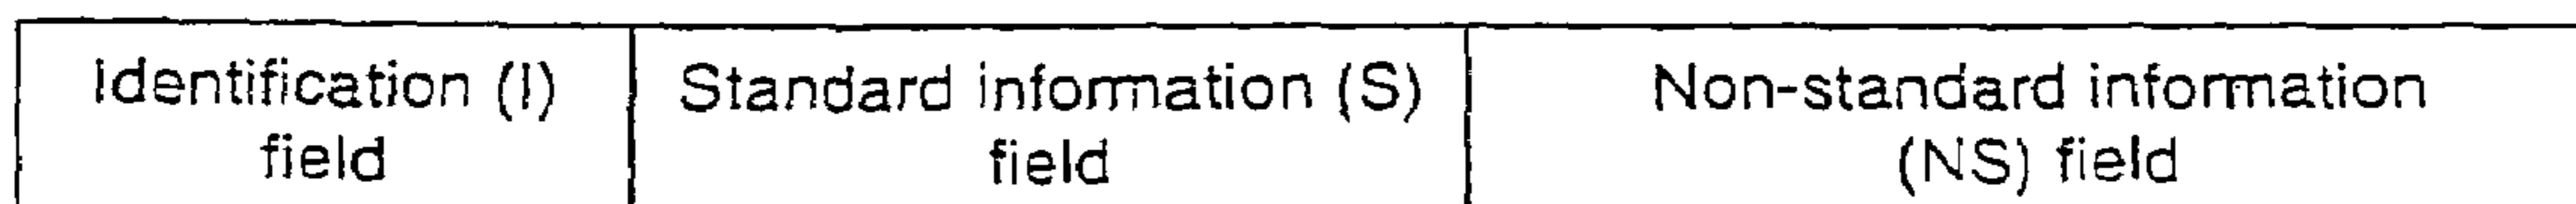 Identification (I)
field
Standard information (S)
field
Non-standard information
(NS) field